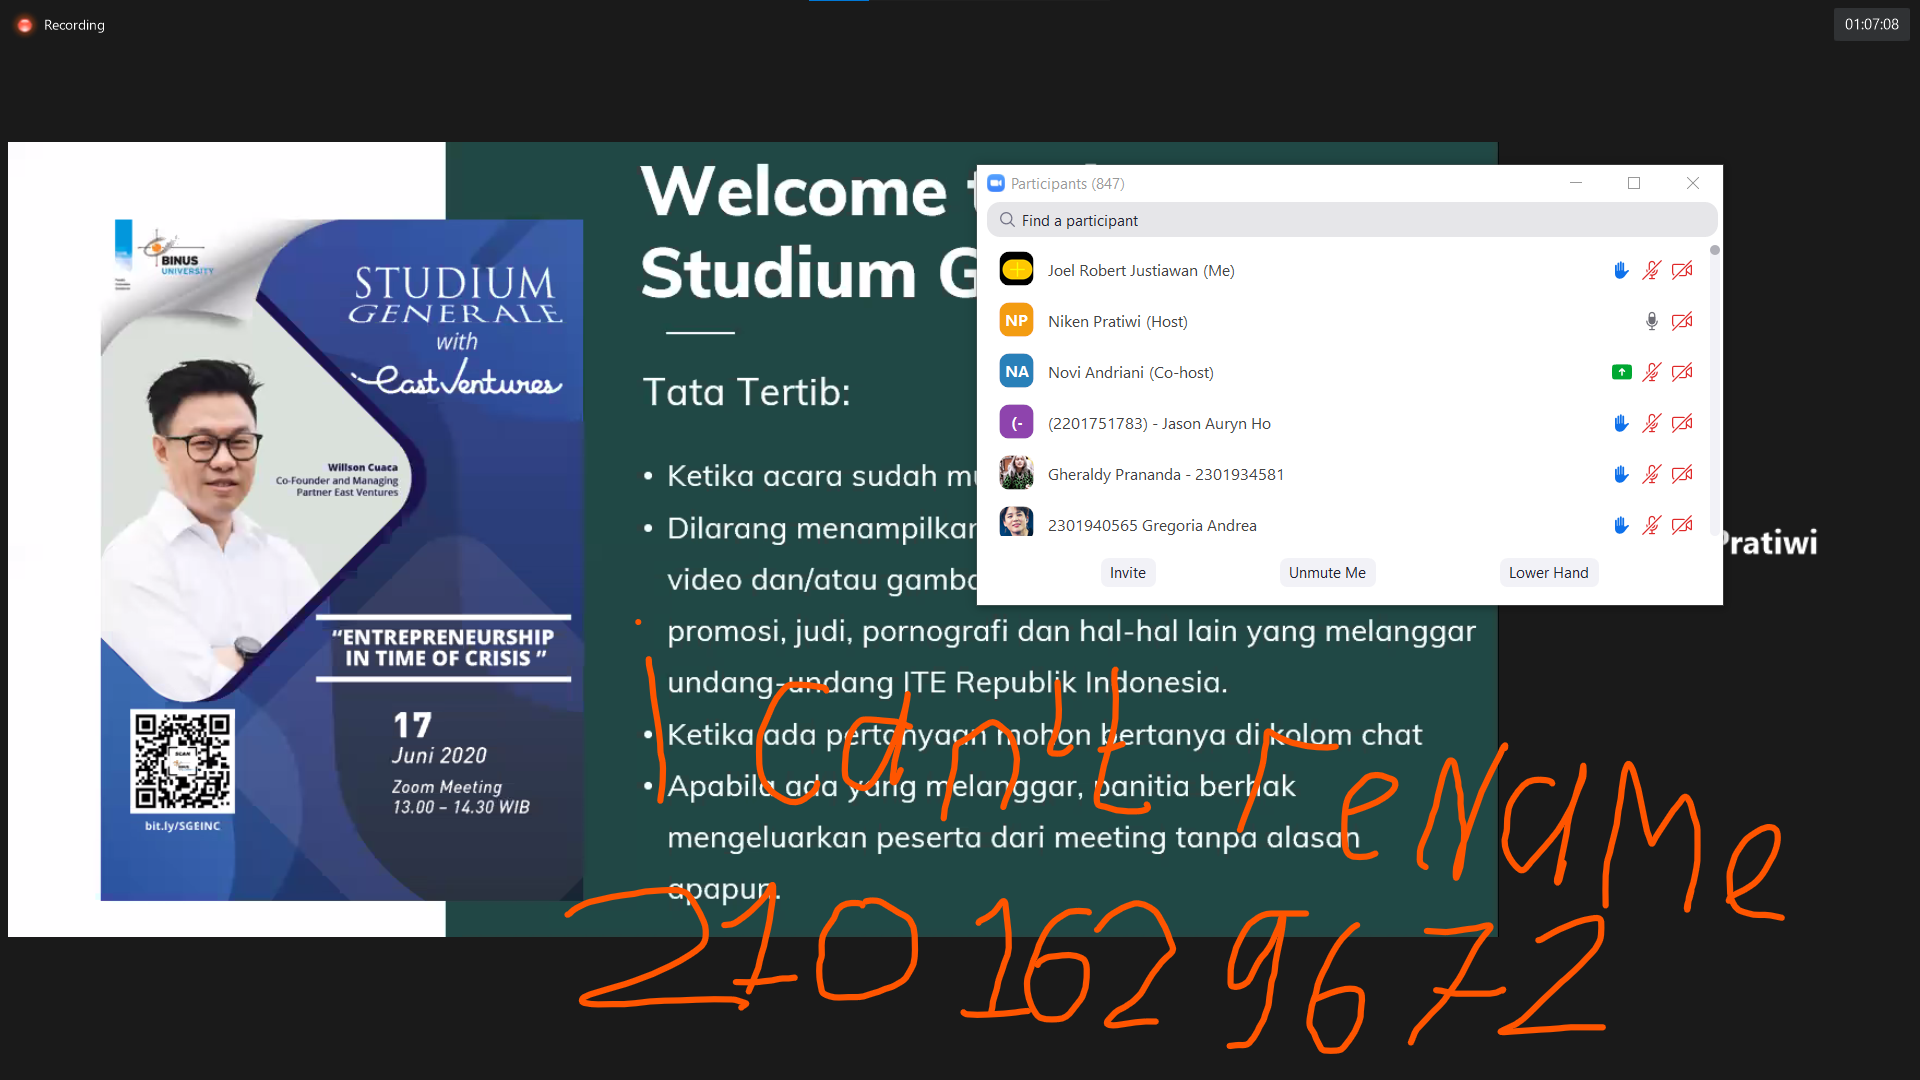 Recording
01:07:08
BINUS
UNIVERSITY
STUDIUM
GENERALE
with
East Ventures
Willson Cuaca
Co-Founder and Managing
Partner East Ventures
"ENTREPRENEURSHIP
IN TIME OF CRISIS "
17
Juni 2020
Zoom Meeting
13.00 – 14.30 WIB
SCAN
bit.ly/SGEINC
Welcome
Studium G
Tata Tertib:
• Ketika acara sudah mu
• Dilarang menampilkan
video dan/atau gamba
promosi, judi, pornografi dan hal-hal lain yang melanggar
undang-undang ITE Republik Indonesia.
• Ketika ada pertanyaan mohon bertanya di kolom chat
• Apabila ada yang melanggar, panitia berhak
mengeluarkan peserta dari meeting tanpa alasan
apapun.
Participants (847)
Find a participant
Joel Robert Justiawan (Me)
NP Niken Pratiwi (Host)
NA Novi Andriani (Co-host)
(- (2201751783) - Jason Auryn Ho
Gheraldy Prananda - 2301934581
2301940565 Gregoria Andrea
Invite Unmute Me Lower Hand
Pratiwi
I Can't reNaMe
2101629672